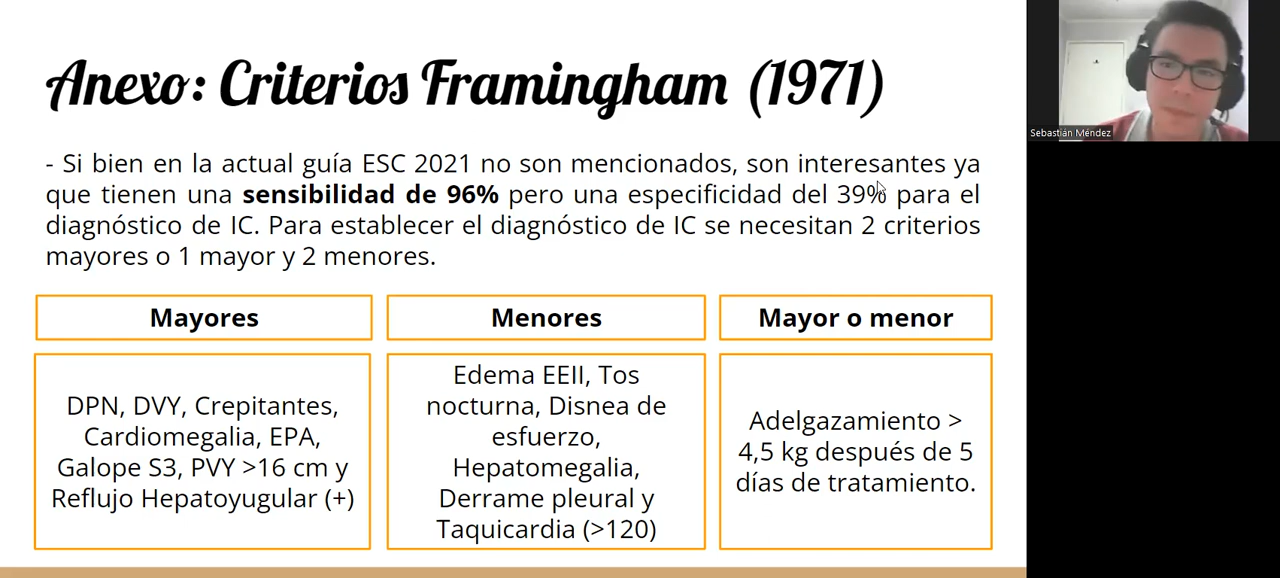 Anexo: Criterios Framingham (1971)
- Si bien en la actual guía ESC 2021 no son mencionados, son interesantes ya
que tienen una sensibilidad de 96% pero una especificidad del 39% para el
diagnóstico de IC. Para establecer el diagnóstico de IC se necesitan 2 criterios
mayores o 1 mayor y 2 menores.
Mayores
DPN, DVY, Crepitantes,
Cardiomegalia, EPA,
Galope S3, PVY >16 cm y
Reflujo Hepatoyugular (+)
Menores
Edema EEII, Tos
nocturna, Disnea de
esfuerzo,
Hepatomegalia,
Derrame pleural y
Taquicardia (>120)
Mayor o menor
Adelgazamiento >
4,5 kg después de 5
días de tratamiento.
Sebastián Méndez